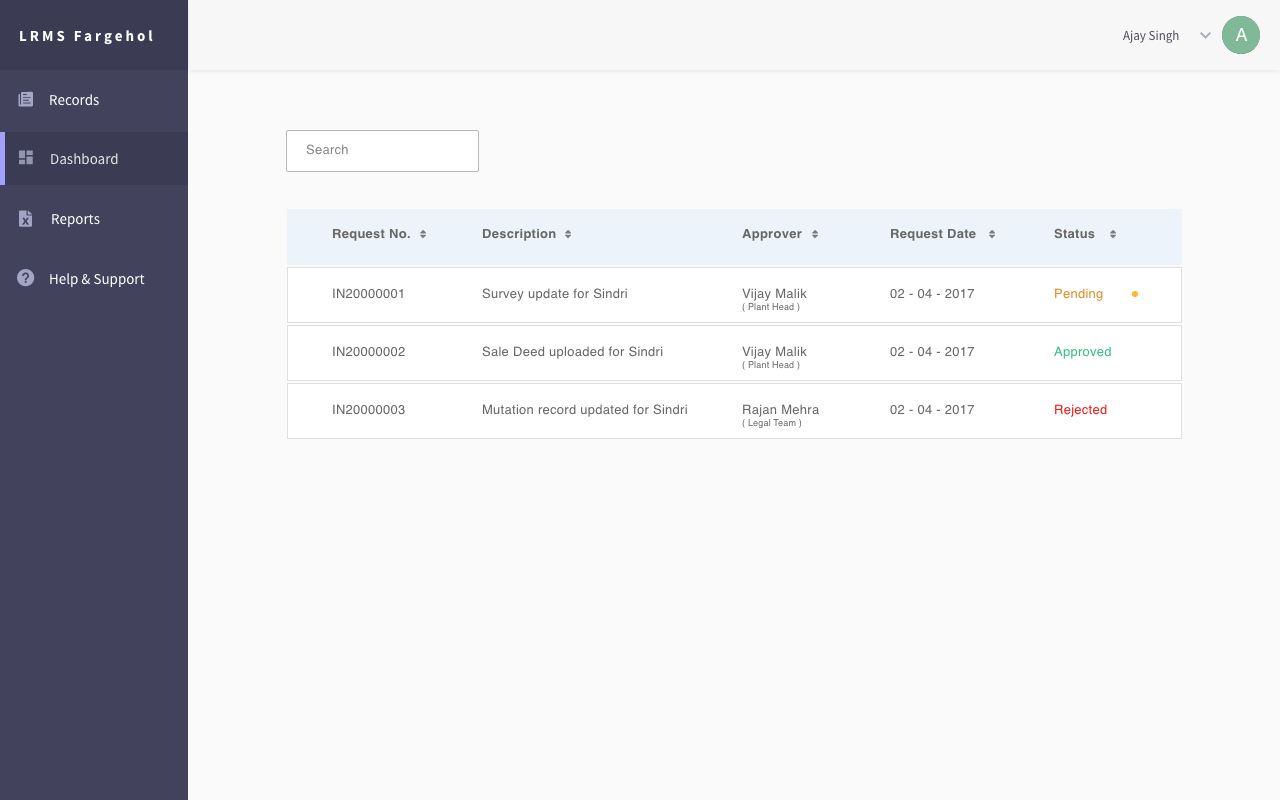 LRMS Fargehol
Ajay Singh
A
Records
Dashboard
Reports
Help & Support
Search
Request No. Description Approver Request Date Status
IN20000001 Survey update for Sindri Vijay Malik 02 - 04 - 2017 Pending
( Plant Head )
IN20000002 Sale Deed uploaded for Sindri Vijay Malik 02 - 04 - 2017 Approved
( Plant Head )
IN20000003 Mutation record updated for Sindri Rajan Mehra 02 - 04 - 2017 Rejected
( Legal Team )